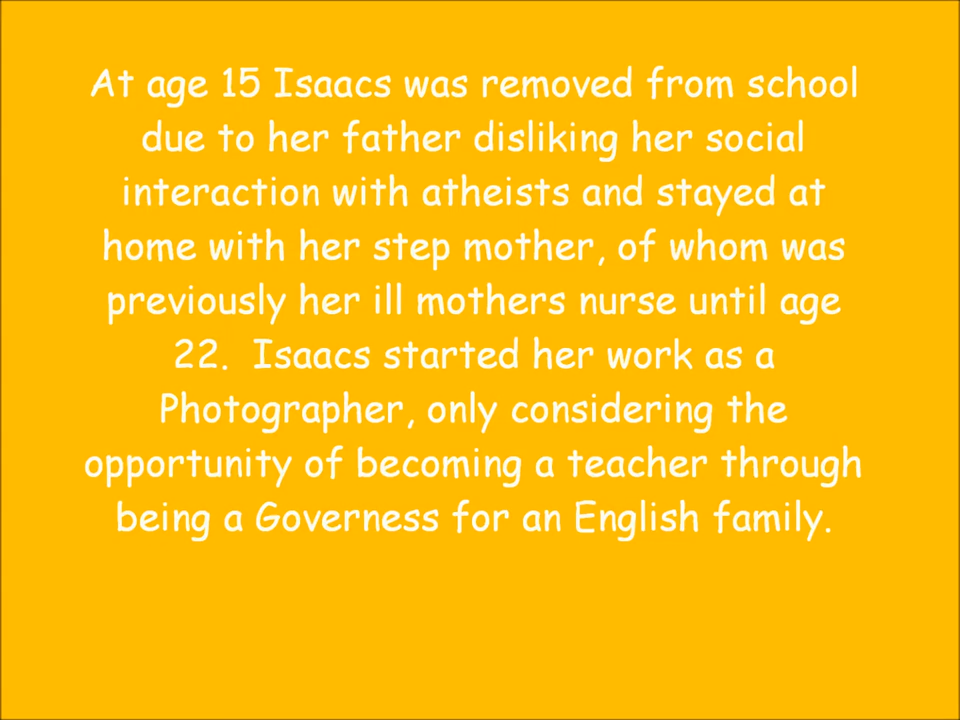 At age 15 Isaacs was removed from school
due to her father disliking her social
interaction with atheists and stayed at
home with her step mother, of whom was
previously her ill mothers nurse until age
22.  Isaacs started her work as a
Photographer, only considering the
opportunity of becoming a teacher through
being a Governess for an English family.